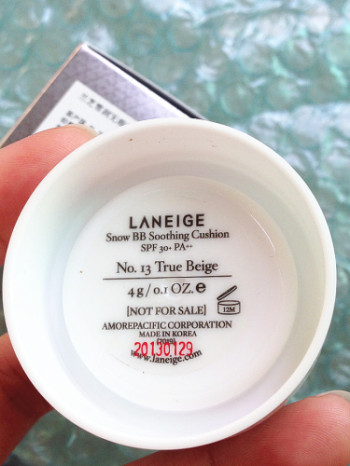 LANEIGE
Snow BB Soothing Cushion
SPF 30+ PA++
No. 13 True Beige
4g / 0.1 OZ. e
[NOT FOR SALE]
12M
AMOREPACIFIC CORPORATION
MADE IN KOREA
20130129
www.laneige.com